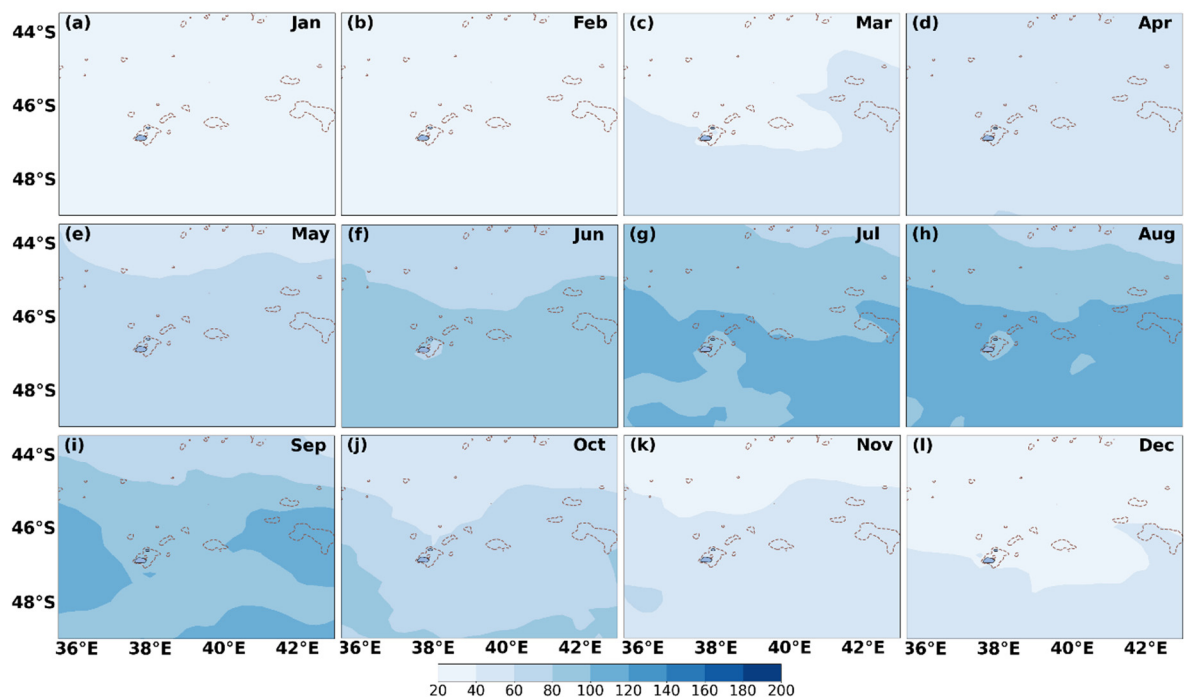 (a) Jan (b) Feb (c) Mar (d) Apr
44°S
46°S
48°S
(e) May (f) Jun (g) Jul (h) Aug
44°S
46°S
48°S
(i) Sep (j) Oct (k) Nov (l) Dec
44°S
46°S
48°S
36°E 38°E 40°E 42°E 36°E 38°E 40°E 42°E 36°E 38°E 40°E 42°E 36°E 38°E 40°E 42°E
20 40 60 80 100 120 140 160 180 200